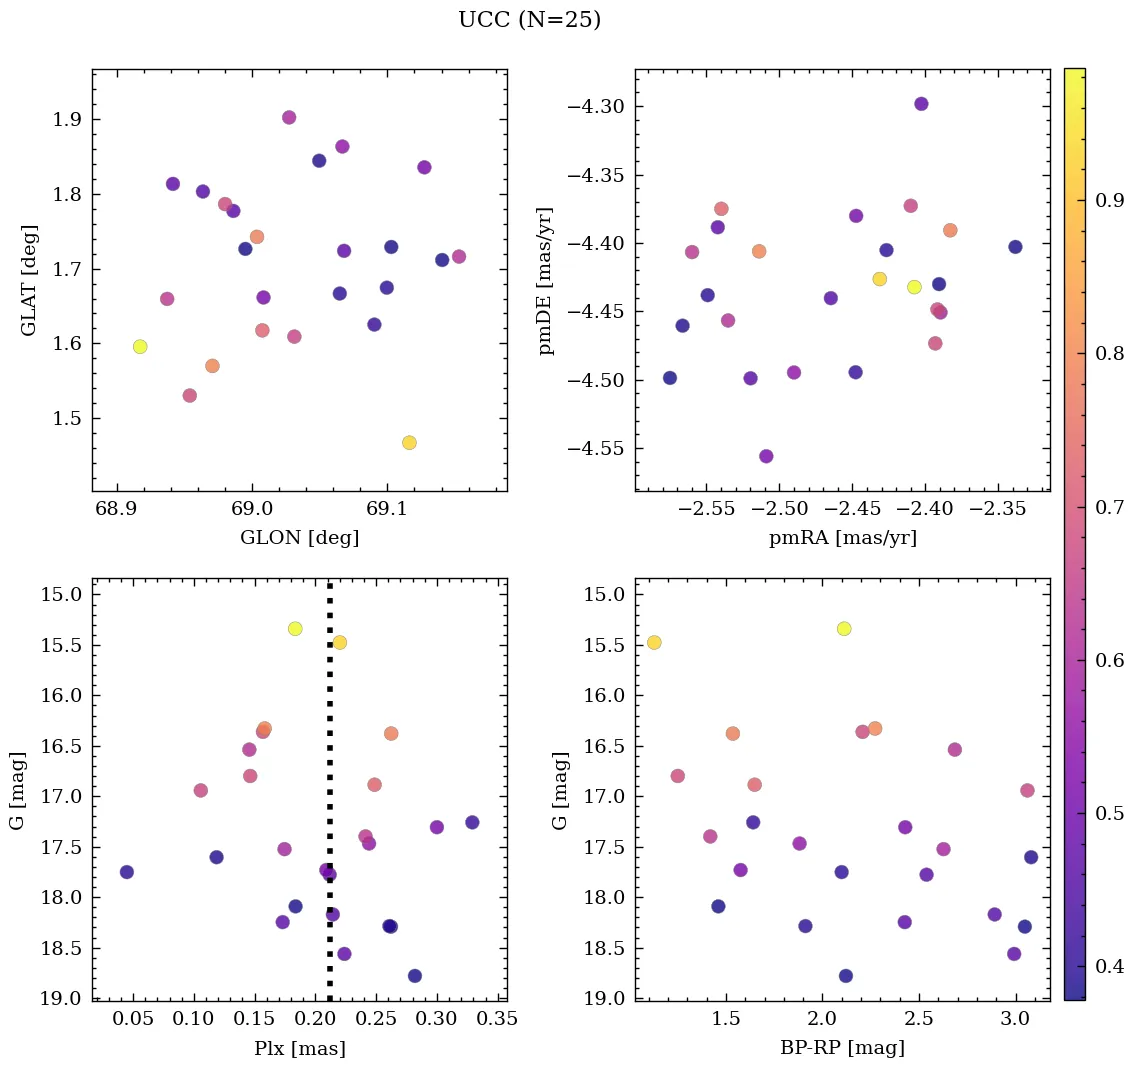 UCC (N=25)
1.9
1.8
1.7
1.6
1.5
GLAT [deg]
68.9 69.0 69.1
GLON [deg]
−4.30
−4.35
−4.40
−4.45
−4.50
−4.55
pmDE [mas/yr]
−2.55 −2.50 −2.45 −2.40 −2.35
pmRA [mas/yr]
15.0
15.5
16.0
16.5
17.0
17.5
18.0
18.5
19.0
G [mag]
0.05 0.10 0.15 0.20 0.25 0.30 0.35
Plx [mas]
15.0
15.5
16.0
16.5
17.0
17.5
18.0
18.5
19.0
G [mag]
1.5 2.0 2.5 3.0
BP-RP [mag]
0.9
0.8
0.7
0.6
0.5
0.4